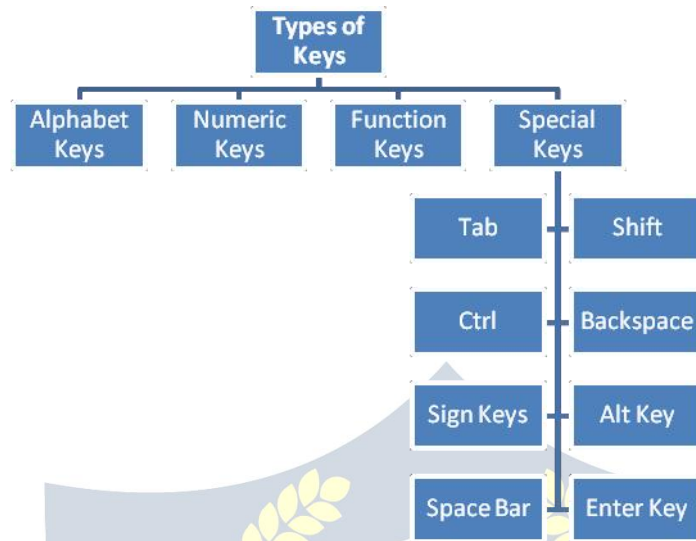 Types of
Keys
Alphabet
Keys
Numeric
Keys
Function
Keys
Special
Keys
Tab
Shift
Ctrl
Backspace
Sign Keys
Alt Key
Space Bar
Enter Key